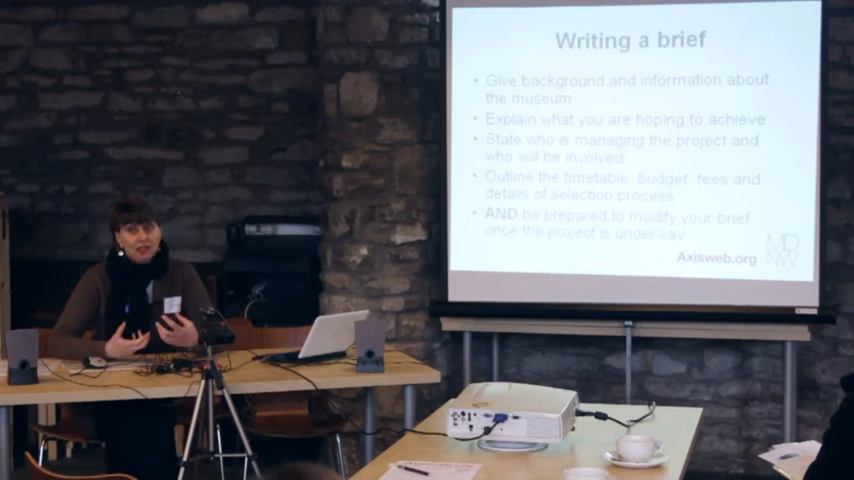 Writing a brief
• Give background and information about
the museum
• Explain what you are hoping to achieve
• State who is managing the project and
who will be involved
• Outline the timetable, budget, fees and
details of selection process
• AND be prepared to modify your brief
once the project is underway
Axisweb.org
MD
NW